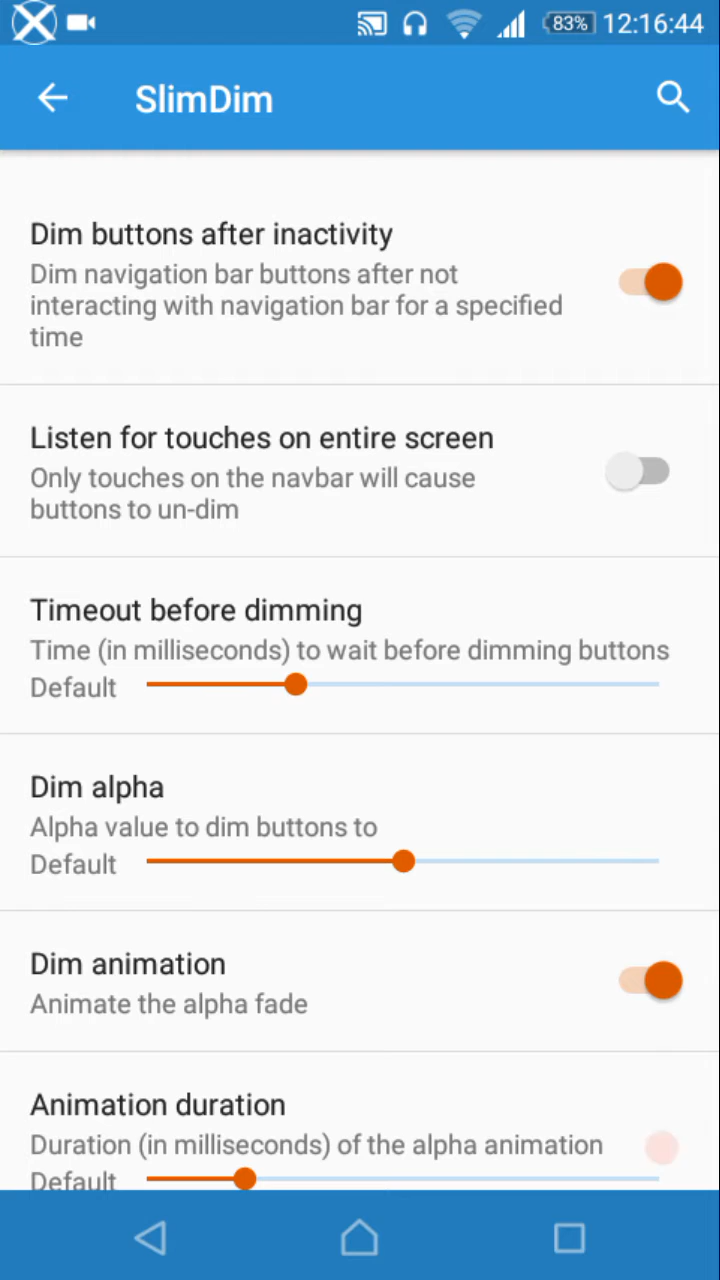 83% 12:16:44
SlimDim
Dim buttons after inactivity
Dim navigation bar buttons after not
interacting with navigation bar for a specified
time
Listen for touches on entire screen
Only touches on the navbar will cause
buttons to un-dim
Timeout before dimming
Time (in milliseconds) to wait before dimming buttons
Default
Dim alpha
Alpha value to dim buttons to
Default
Dim animation
Animate the alpha fade
Animation duration
Duration (in milliseconds) of the alpha animation
Default